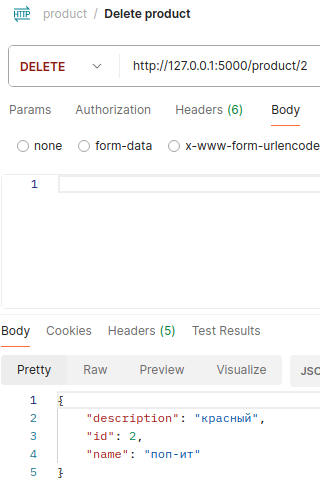 HTTP product / Delete product
DELETE http://127.0.0.1:5000/product/2
Params Authorization Headers (6) Body
none form-data x-www-form-urlencode
1
Body Cookies Headers (5) Test Results
Pretty Raw Preview Visualize JSO
1 {
2 "description": "красный",
3 "id": 2,
4 "name": "поп-ит"
5 }